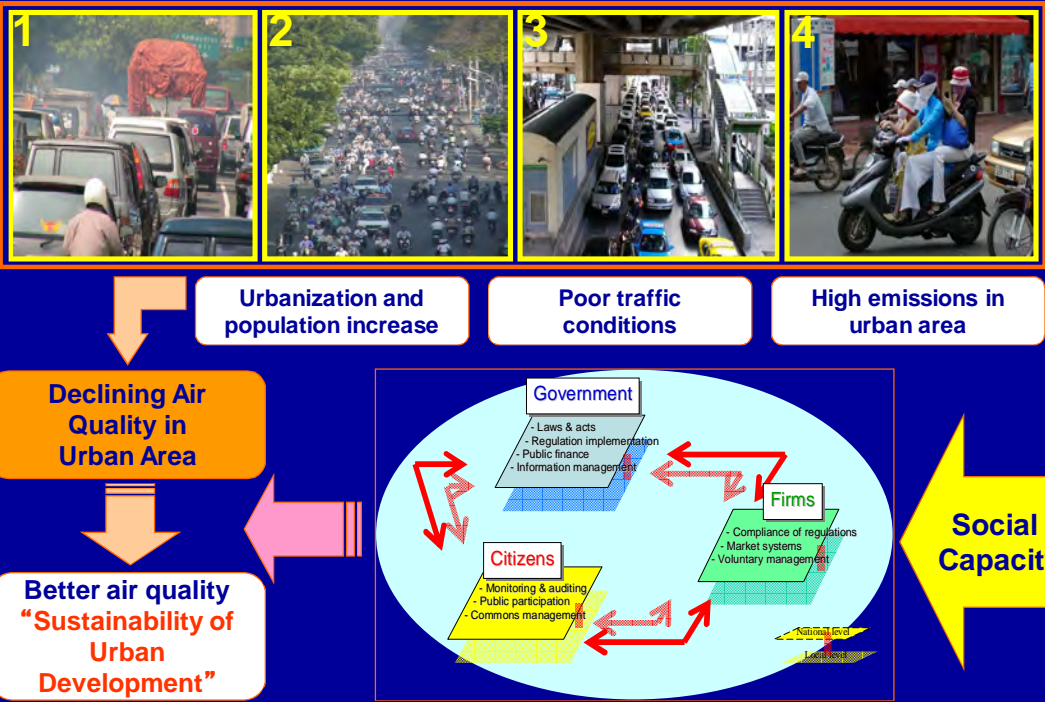 1
2
3
4
Urbanization and
population increase
Poor traffic
conditions
High emissions in
urban area
Declining Air
Quality in
Urban Area
Better air quality
“Sustainability of
Urban
Development”
Government
- Laws & acts
- Regulation implementation
- Public finance
- Information management
Firms
- Compliance of regulations
- Market systems
- Voluntary management
Citizens
- Monitoring & auditing
- Public participation
- Commons management
National level
Local level
Social
Capacit